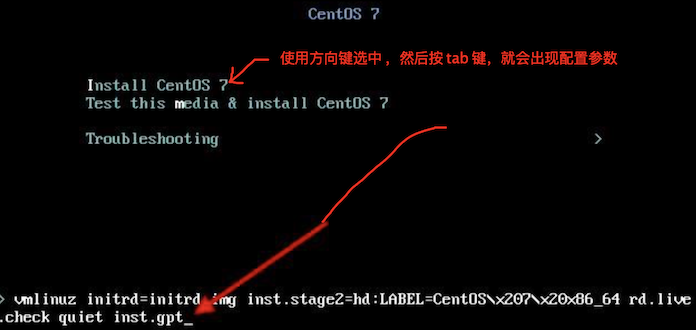 CentOS 7
使用方向键选中，然后按 tab 键，就会出现配置参数
Install CentOS 7
Test this media & install CentOS 7
Troubleshooting >
> vmlinuz initrd=initrd.img inst.stage2=hd:LABEL=CentOS\x207\x20x86_64 rd.live
.check quiet inst.gpt_